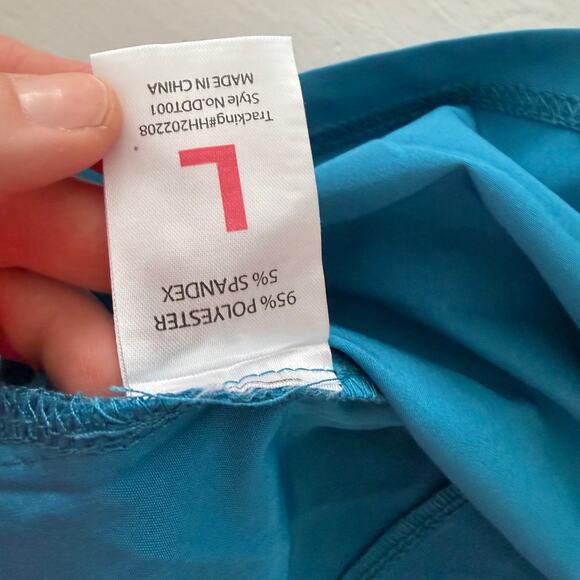 95% POLYESTER
5% SPANDEX
L
Tracking#HH202208
Style No.DDT001
MADE IN CHINA